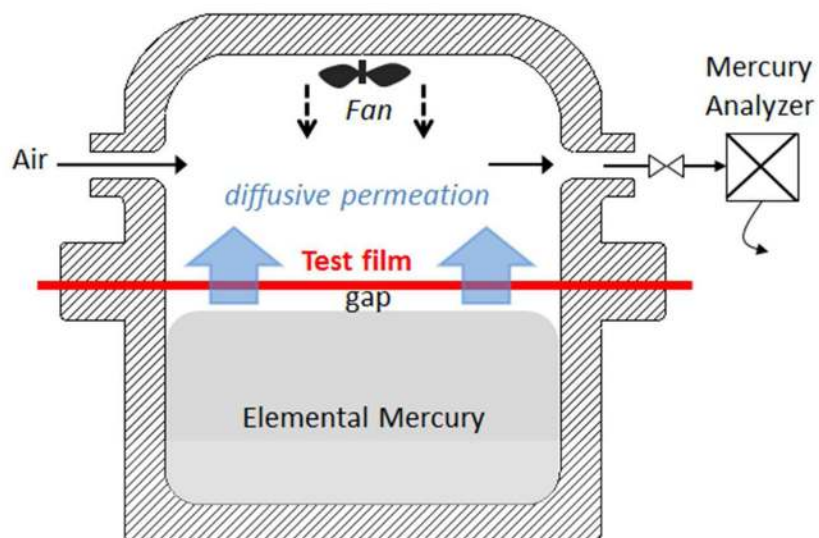 Mercury
Analyzer
Fan
Air
diffusive permeation
Test film
gap
Elemental Mercury